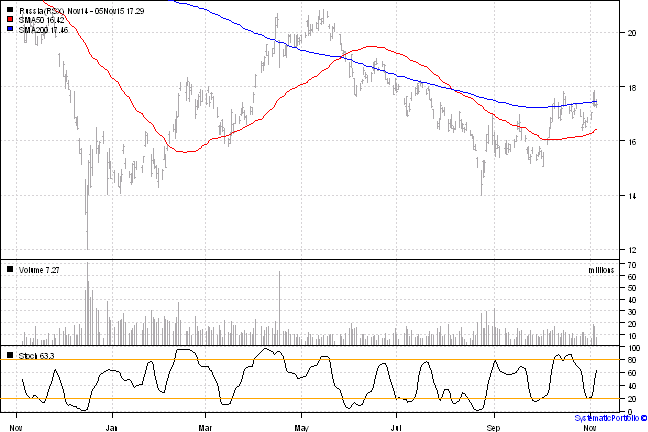 Russia(RSX) Nov14 - 05Nov15 17.29
SMA50 16.42
SMA200 17.46
20
18
16
14
12
Volume 7.27
millions
70
60
50
40
30
20
10
Stoch 63.3
100
80
60
40
20
0
Nov Jan Mar May Jul Sep Nov
SystematicPortfolio ©